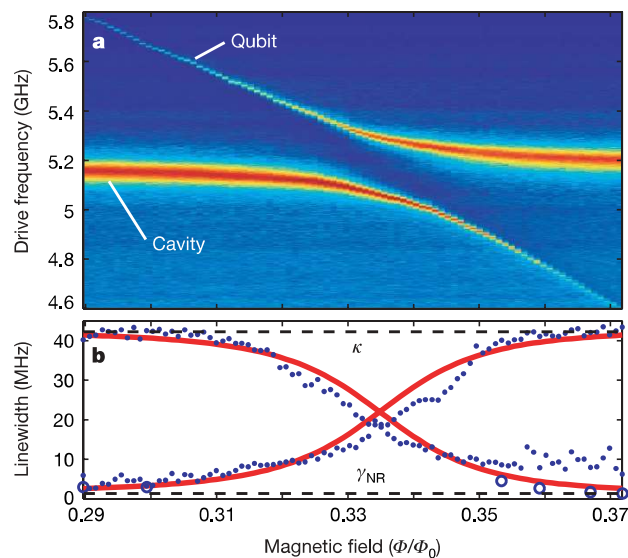 5.8
a
Qubit
5.6
5.4
5.2
5
4.8
4.6
Drive frequency (GHz)
Cavity
b
40
30
20
10
0
Linewidth (MHz)
κ
γNR
0.29
0.31
0.33
0.35
0.37
Magnetic field (Φ/Φ0)